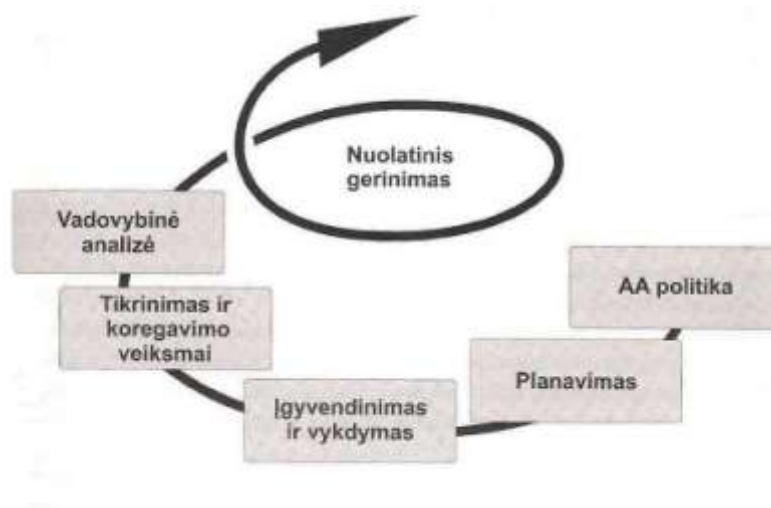 Nuolatinis
gerinimas
Vadovybinė
analizė
AA politika
Tikrinimas ir
koregavimo
veiksmai
Planavimas
Įgyvendinimas
ir vykdymas